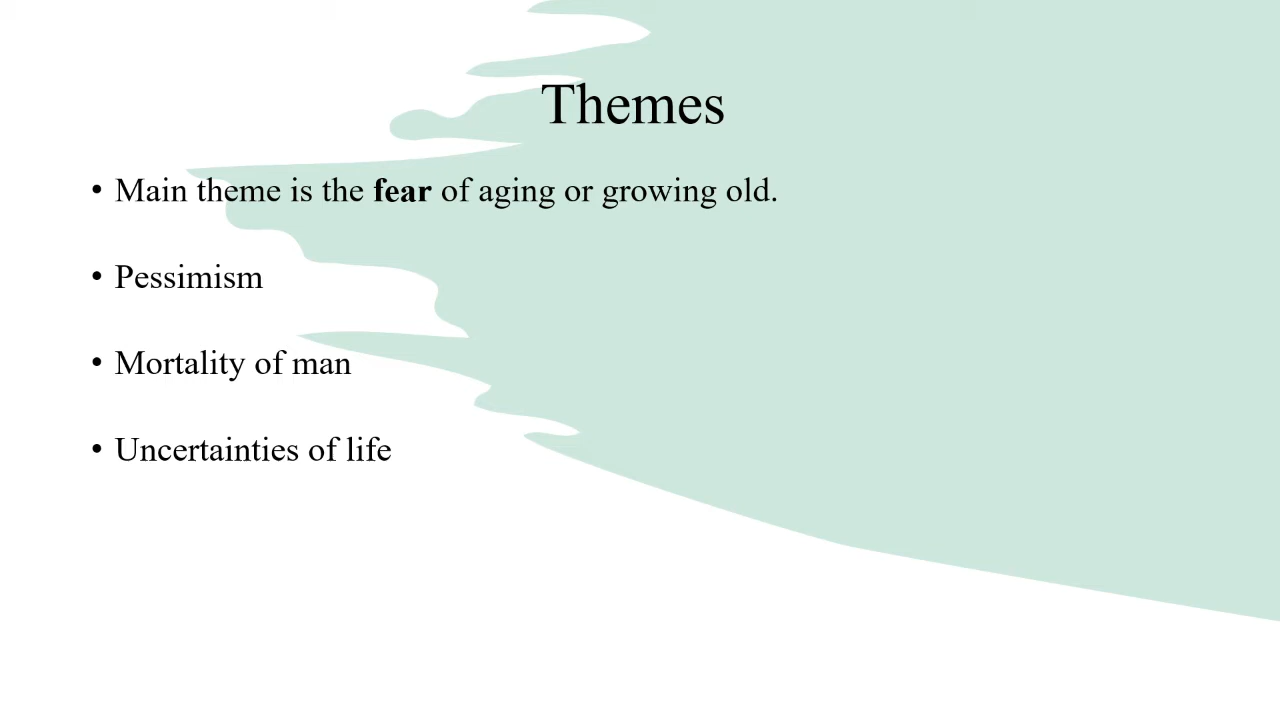 Themes
• Main theme is the fear of aging or growing old.
• Pessimism
• Mortality of man
• Uncertainties of life